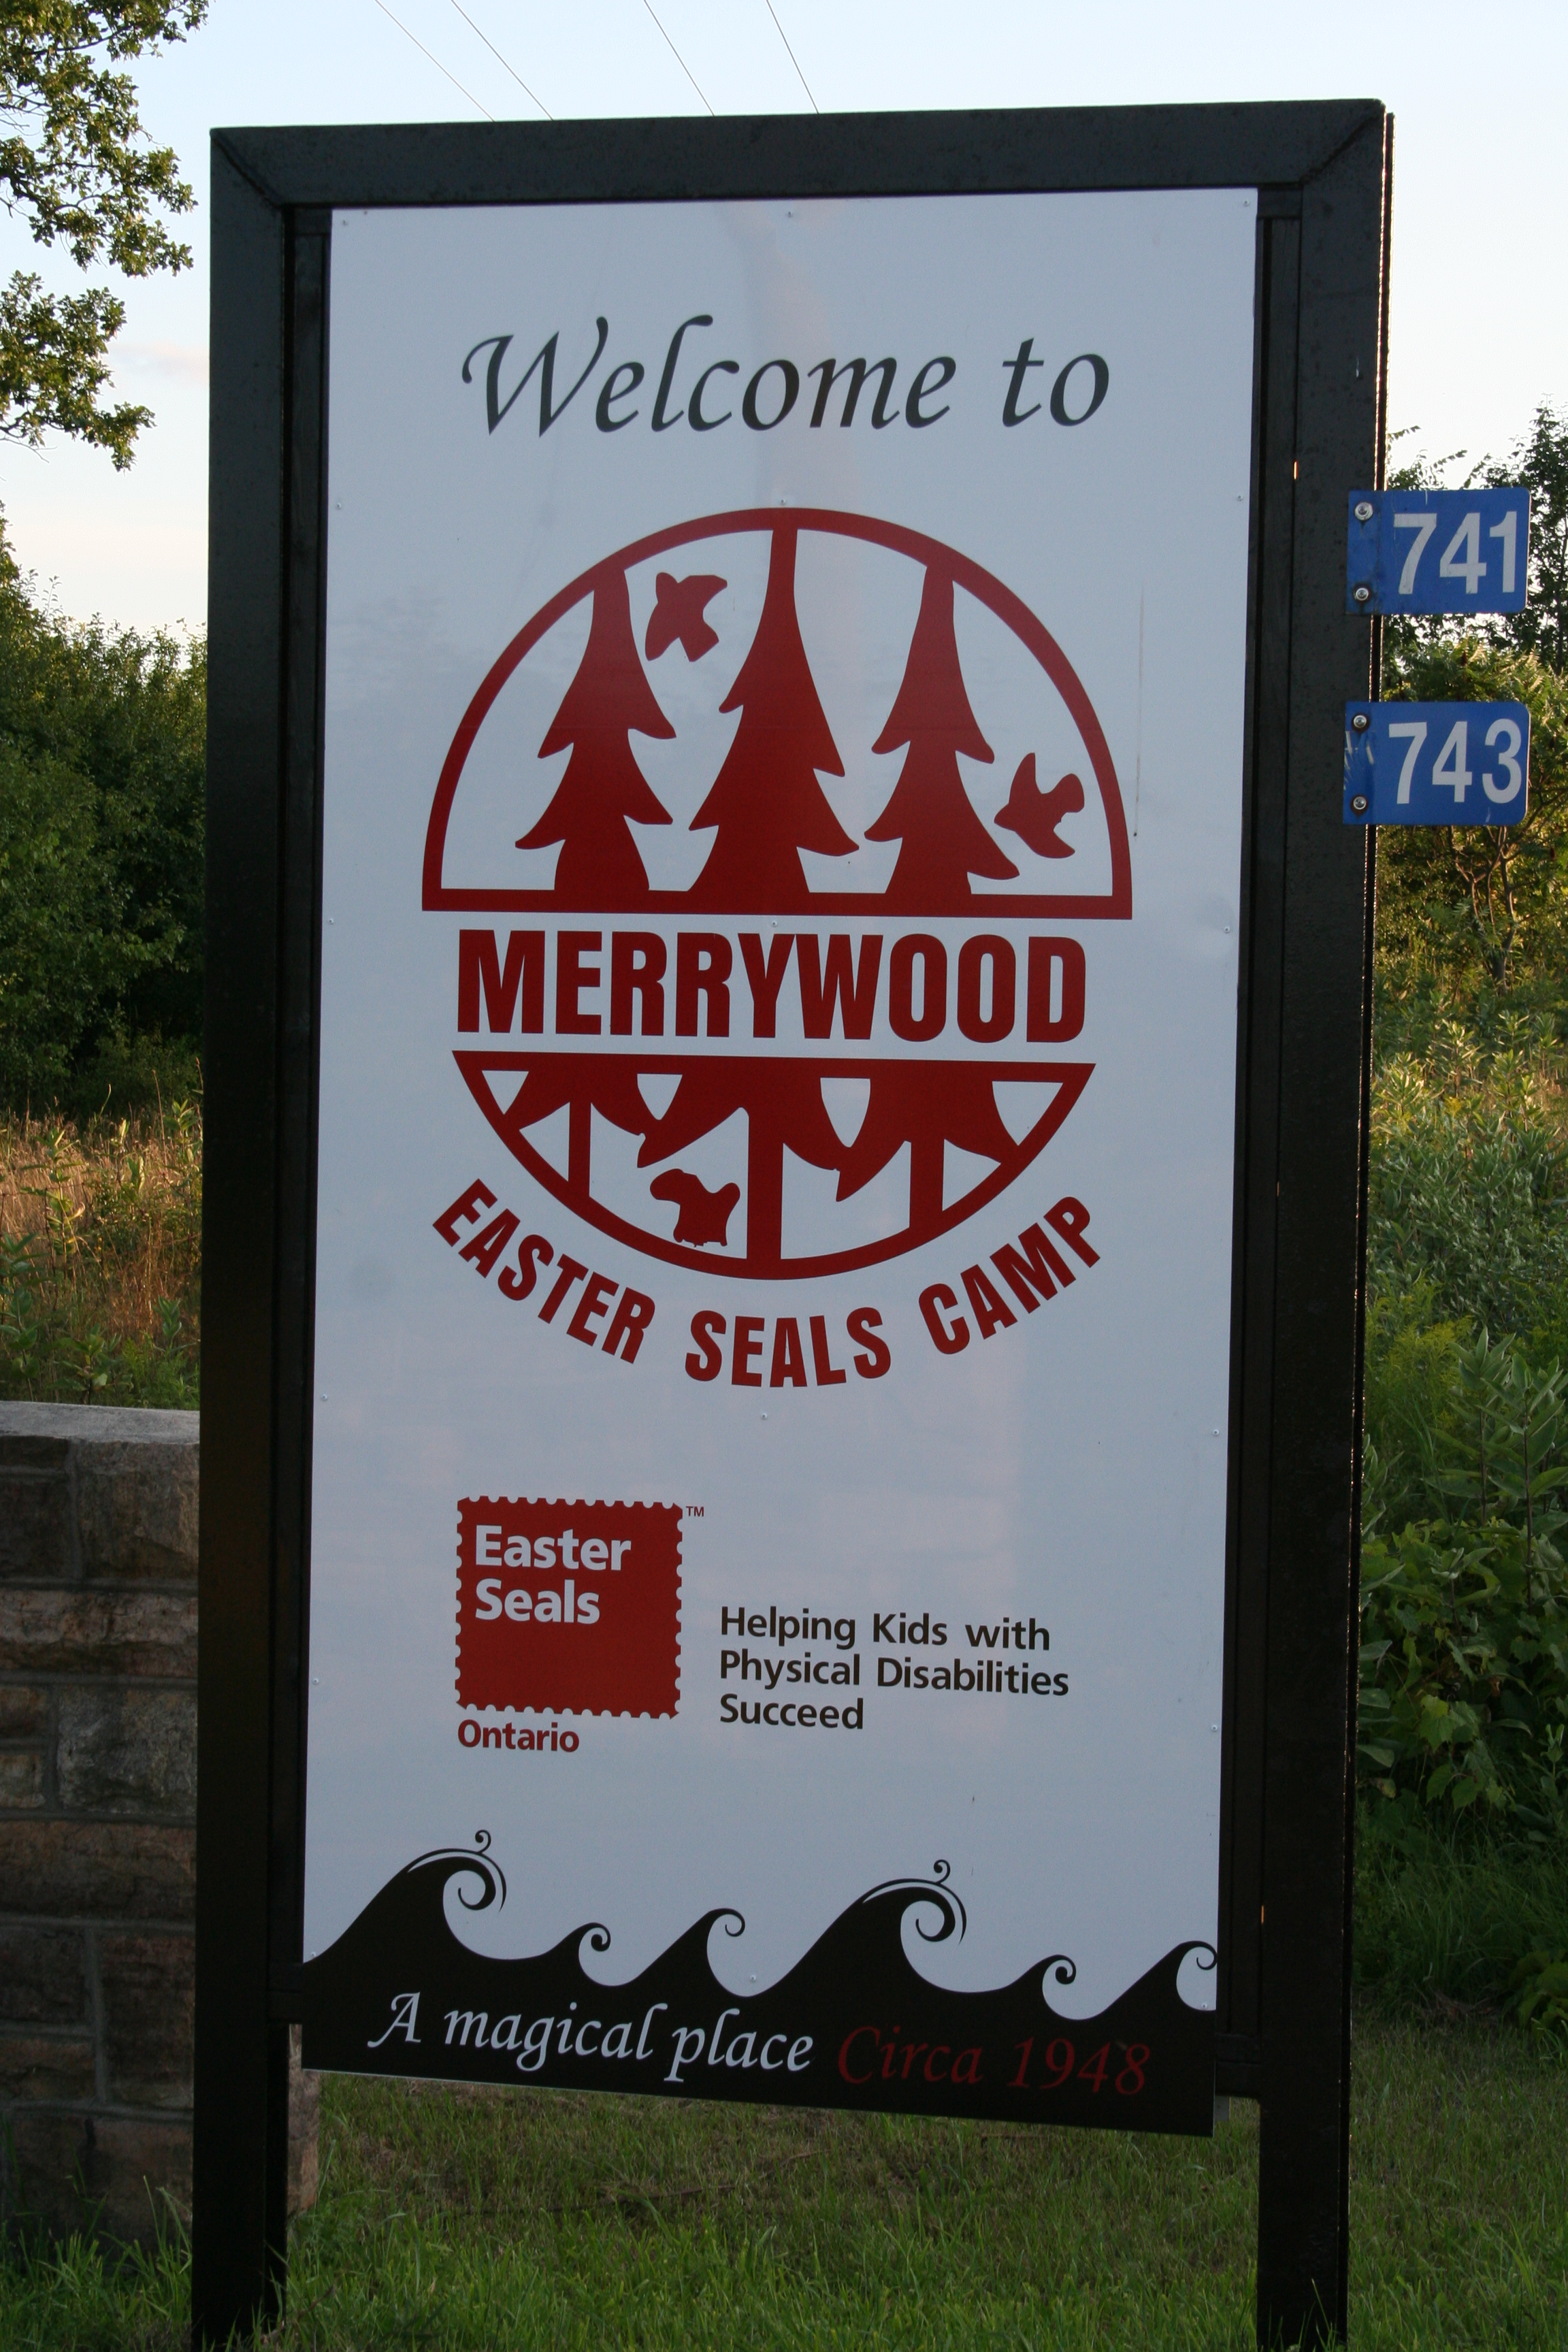 Welcome to
741
743
MERRYWOOD
EASTER SEALS CAMP
Easter
Seals
TM
Ontario
Helping Kids with
Physical Disabilities
Succeed
A magical place Circa 1948